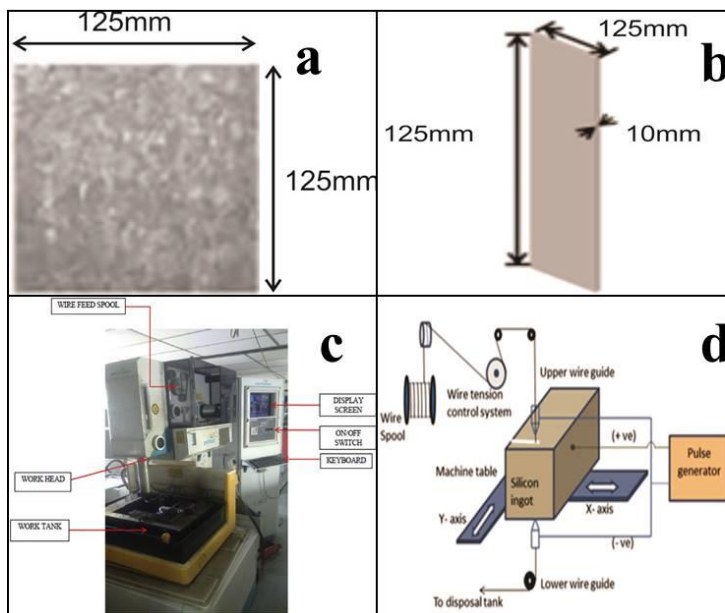 125mm
a
125mm
125mm
b
125mm
10mm
WIRE FEED SPOOL
c
DISPLAY
SCREEN
ON/OFF
SWITCH
KEYBOARD
WORK HEAD
WORK TANK
d
Upper wire guide
Wire tension
control system
Wire
Spool
(+ ve)
Pulse
generator
Machine table
Silicon
ingot
X- axis
Y- axis
(- ve)
Lower wire guide
To disposal tank